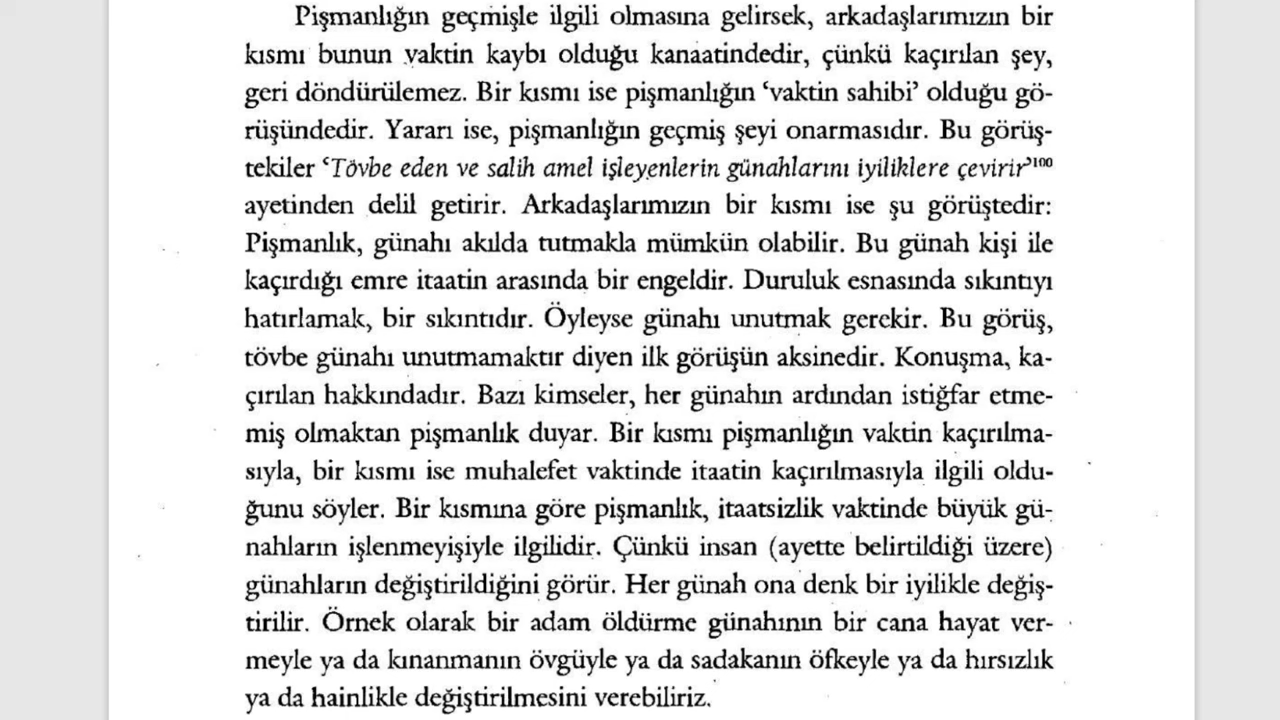 Pişmanlığın geçmişle ilgili olmasına gelirsek, arkadaşlarımızın bir
kısmı bunun vaktin kaybı olduğu kanaatindedir, çünkü kaçırılan şey,
geri döndürülemez. Bir kısmı ise pişmanlığın ‘vaktin sahibi’ olduğu gö-
rüşündedir. Yararı ise, pişmanlığın geçmiş şeyi onarmasıdır. Bu görüş-
tekiler ‘Tövbe eden ve salih amel işleyenlerin günahlarını iyiliklere çevirir’¹⁰⁰
ayetinden delil getirir. Arkadaşlarımızın bir kısmı ise şu görüştedir:
Pişmanlık, günahı akılda tutmakla mümkün olabilir. Bu günah kişi ile
kaçırdığı emre itaatin arasında bir engeldir. Duruluk esnasında sıkıntıyı
hatırlamak, bir sıkıntıdır. Öyleyse günahı unutmak gerekir. Bu görüş,
tövbe günahı unutmamaktır diyen ilk görüşün aksinedir. Konuşma, ka-
çırılan hakkındadır. Bazı kimseler, her günahın ardından istiğfar etme-
miş olmaktan pişmanlık duyar. Bir kısmı pişmanlığın vaktin kaçırılma-
sıyla, bir kısmı ise muhalefet vaktinde itaatin kaçırılmasıyla ilgili oldu-
ğunu söyler. Bir kısmına göre pişmanlık, itaatsizlik vaktinde büyük gü-
nahların işlenmeyişiyle ilgilidir. Çünkü insan (ayette belirtildiği üzere)
günahların değiştirildiğini görür. Her günah ona denk bir iyilikle değiş-
tirilir. Örnek olarak bir adam öldürme günahının bir cana hayat ver-
meyle ya da kınanmanın övgüyle ya da sadakanın öfkeyle ya da hırsızlık
ya da hainlikle değiştirilmesini verebiliriz.